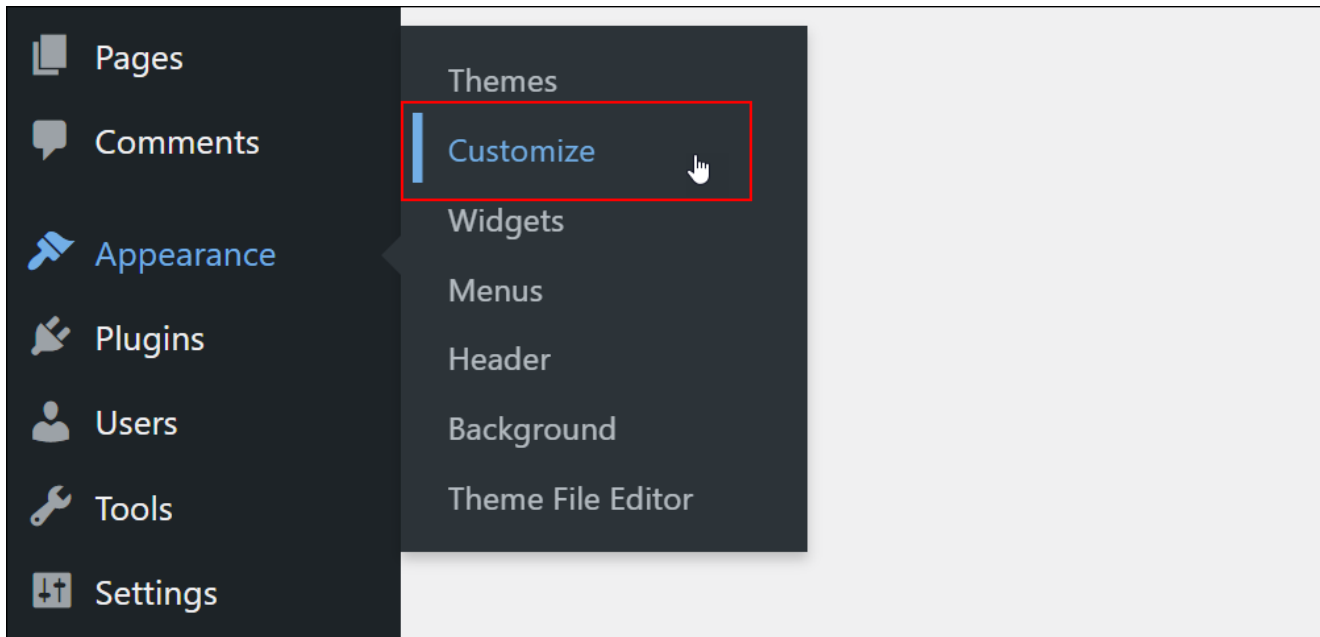 Pages
Comments
Appearance
Plugins
Users
Tools
Settings
Themes
Customize
Widgets
Menus
Header
Background
Theme File Editor